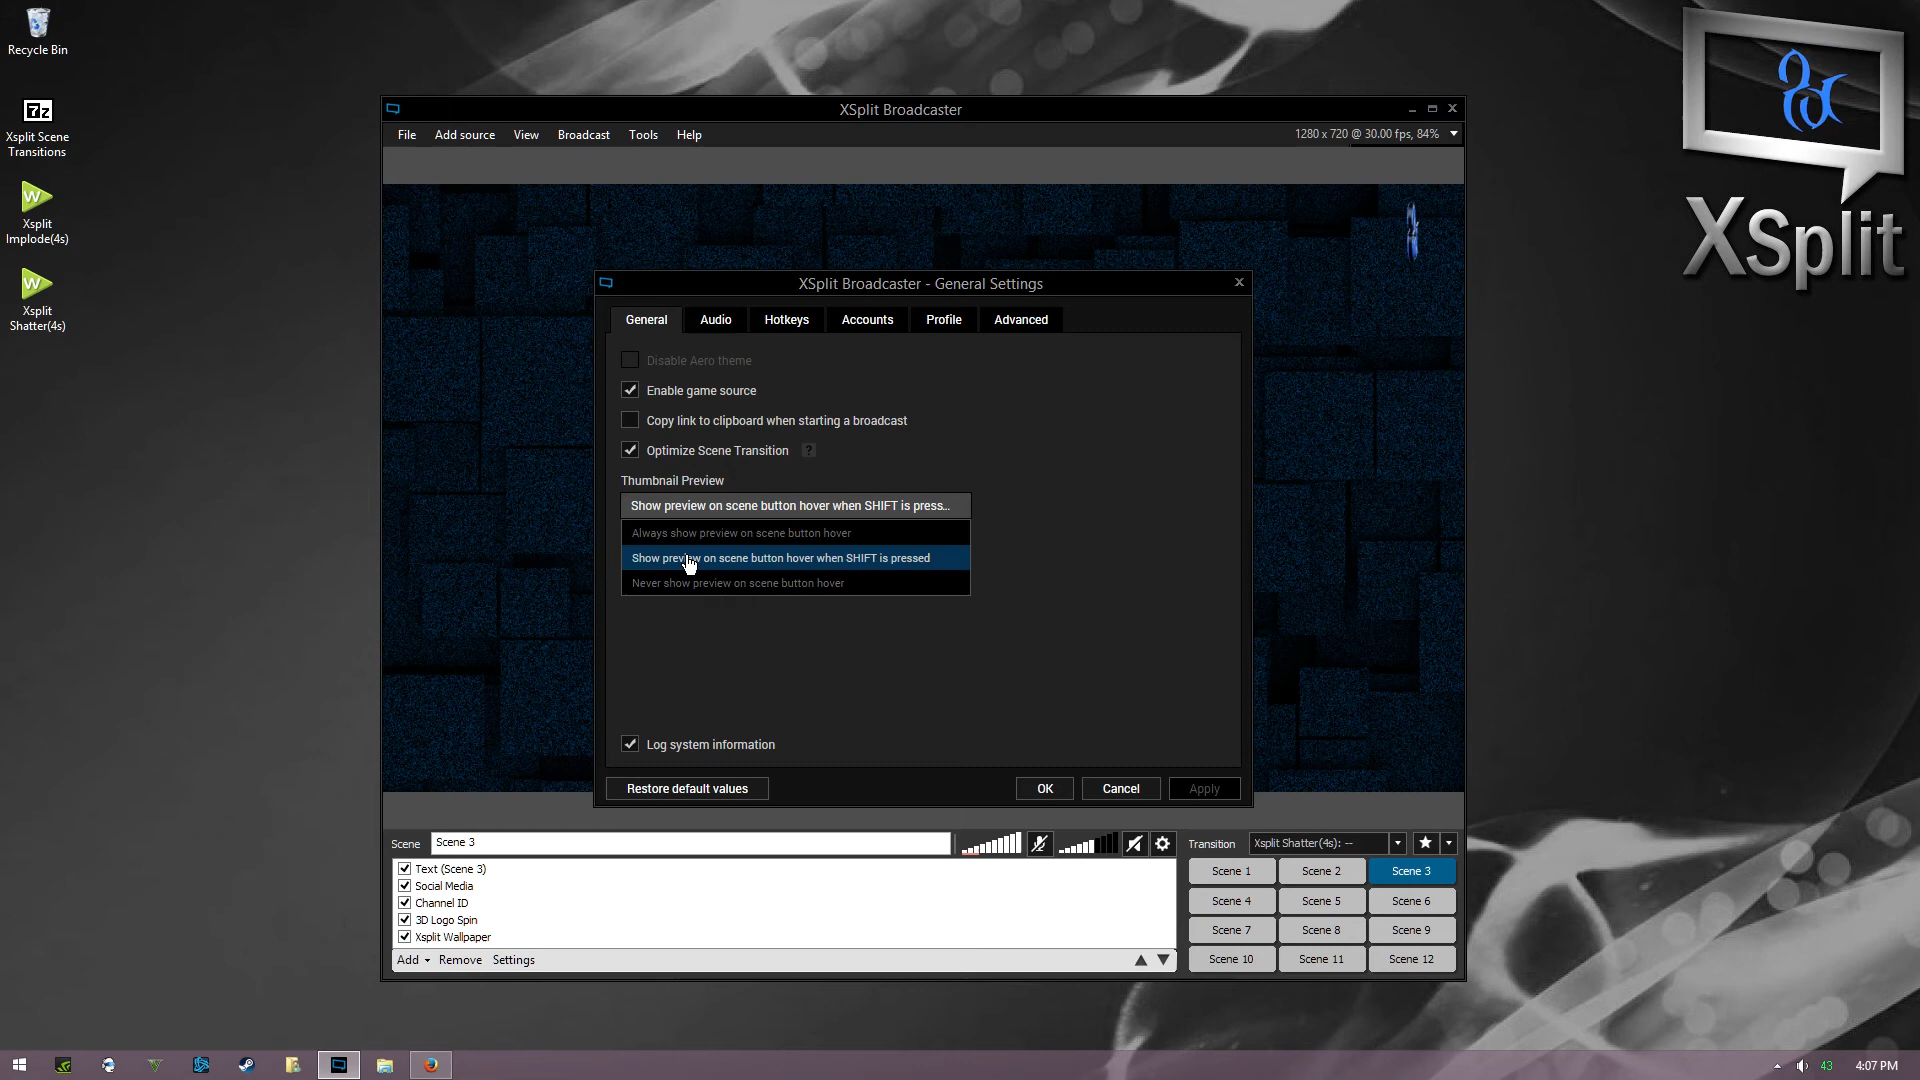 Recycle Bin
7z
Xsplit Scene
Transitions
Xsplit
Implode(4s)
Xsplit
Shatter(4s)
XSplit
XSplit Broadcaster
File Add source View Broadcast Tools Help 1280 x 720 @ 30.00 fps, 84%
XSplit Broadcaster - General Settings
General Audio Hotkeys Accounts Profile Advanced
Disable Aero theme
Enable game source
Copy link to clipboard when starting a broadcast
Optimize Scene Transition ?
Thumbnail Preview
Show preview on scene button hover when SHIFT is press...
Always show preview on scene button hover
Show preview on scene button hover when SHIFT is pressed
Never show preview on scene button hover
Log system information
Restore default values OK Cancel Apply
Scene Scene 3 Transition Xsplit Shatter(4s): --
Text (Scene 3)
Social Media
Channel ID
3D Logo Spin
Xsplit Wallpaper
Add Remove Settings
Scene 1 Scene 2 Scene 3
Scene 4 Scene 5 Scene 6
Scene 7 Scene 8 Scene 9
Scene 10 Scene 11 Scene 12
43 4:07 PM